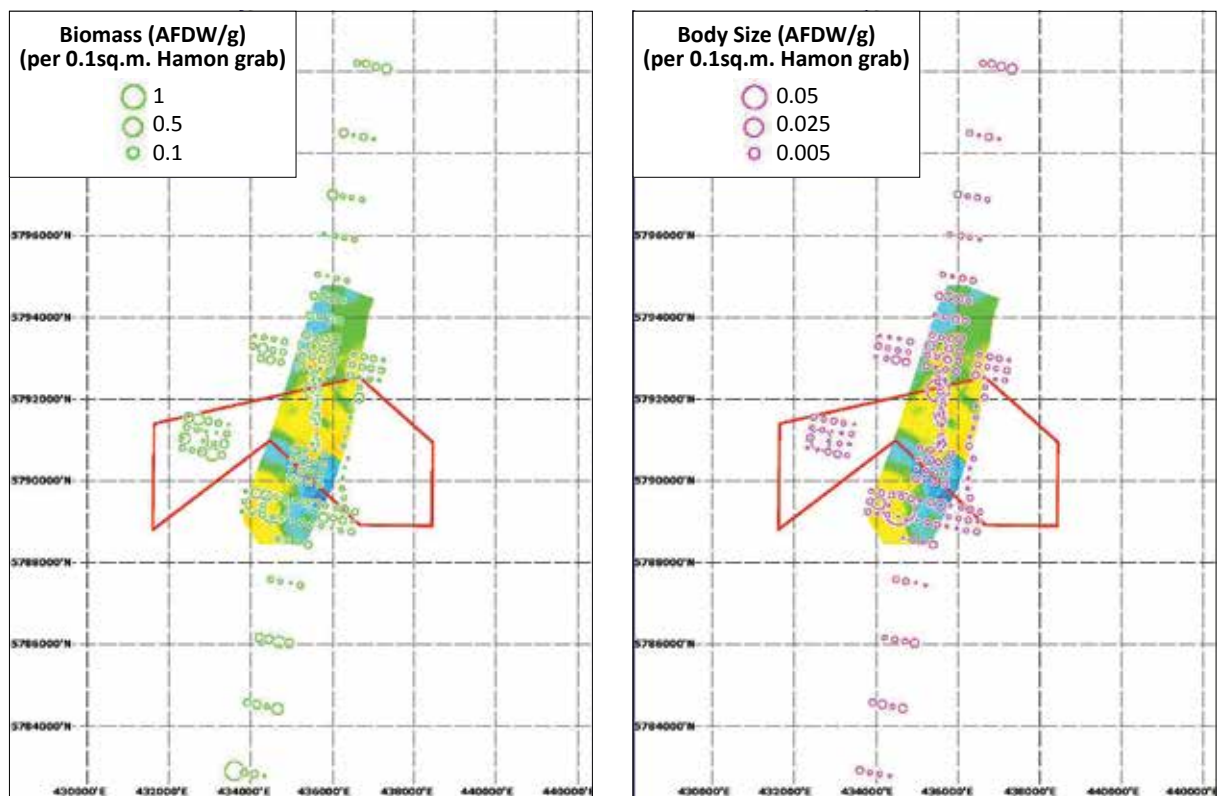 Biomass (AFDW/g)
(per 0.1sq.m. Hamon grab)
1
0.5
0.1
5796000°N
5794000°N
5792000°N
5790000°N
5788000°N
5786000°N
5784000°N
430000°E 432000°E 434000°E 436000°E 438000°E 440000°E
Body Size (AFDW/g)
(per 0.1sq.m. Hamon grab)
0.05
0.025
0.005
5796000°N
5794000°N
5792000°N
5790000°N
5788000°N
5786000°N
5784000°N
432000°E 434000°E 436000°E 438000°E 440000°E